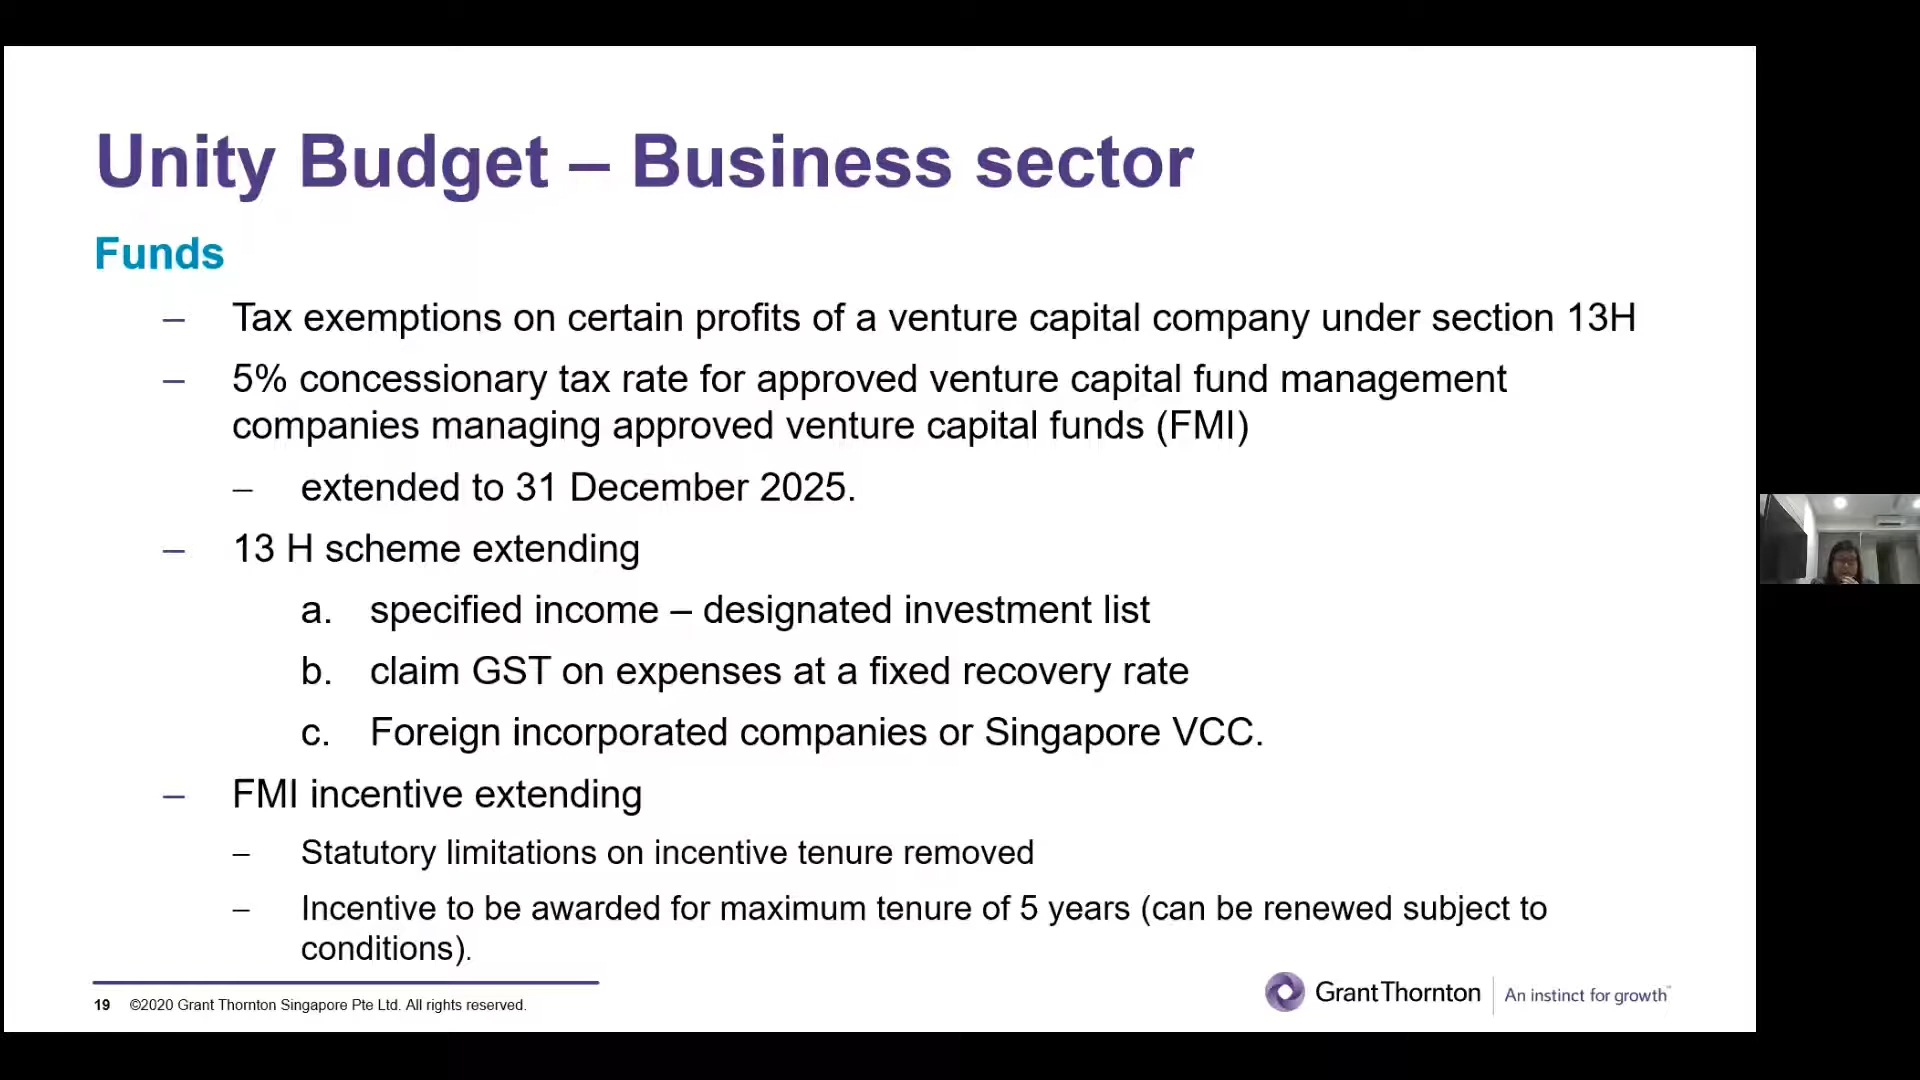 Unity Budget – Business sector
Funds
– Tax exemptions on certain profits of a venture capital company under section 13H
– 5% concessionary tax rate for approved venture capital fund management
companies managing approved venture capital funds (FMI)
– extended to 31 December 2025.
– 13 H scheme extending
a. specified income – designated investment list
b. claim GST on expenses at a fixed recovery rate
c. Foreign incorporated companies or Singapore VCC.
– FMI incentive extending
– Statutory limitations on incentive tenure removed
– Incentive to be awarded for maximum tenure of 5 years (can be renewed subject to
conditions).
19 ©2020 Grant Thornton Singapore Pte Ltd. All rights reserved.
Grant Thornton | An instinct for growth™